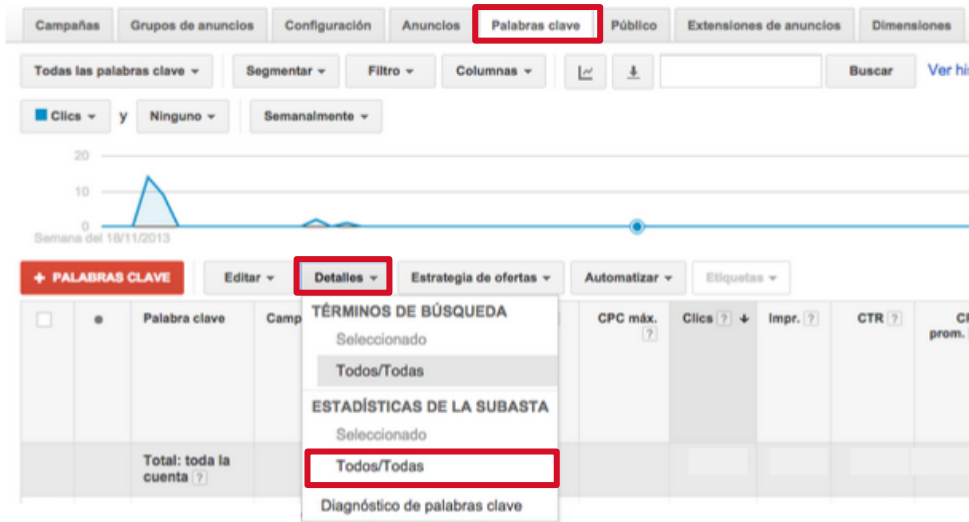 Campañas Grupos de anuncios Configuración Anuncios Palabras clave Público Extensiones de anuncios Dimensiones
Todas las palabras clave Segmentar Filtro Columnas Buscar Ver
Clics y Ninguno Semanalmente
20
10
0
Semana del 18/11/2013
+ PALABRAS CLAVE Editar Detalles Estrategia de ofertas Automatizar Etiquetas
Palabra clave Camp CPC máx. ? Clics ? Impr. ? CTR ? prom.
TÉRMINOS DE BÚSQUEDA
Seleccionado
Todos/Todas
ESTADÍSTICAS DE LA SUBASTA
Seleccionado
Todos/Todas
Diagnóstico de palabras clave
Total: toda la
cuenta ?